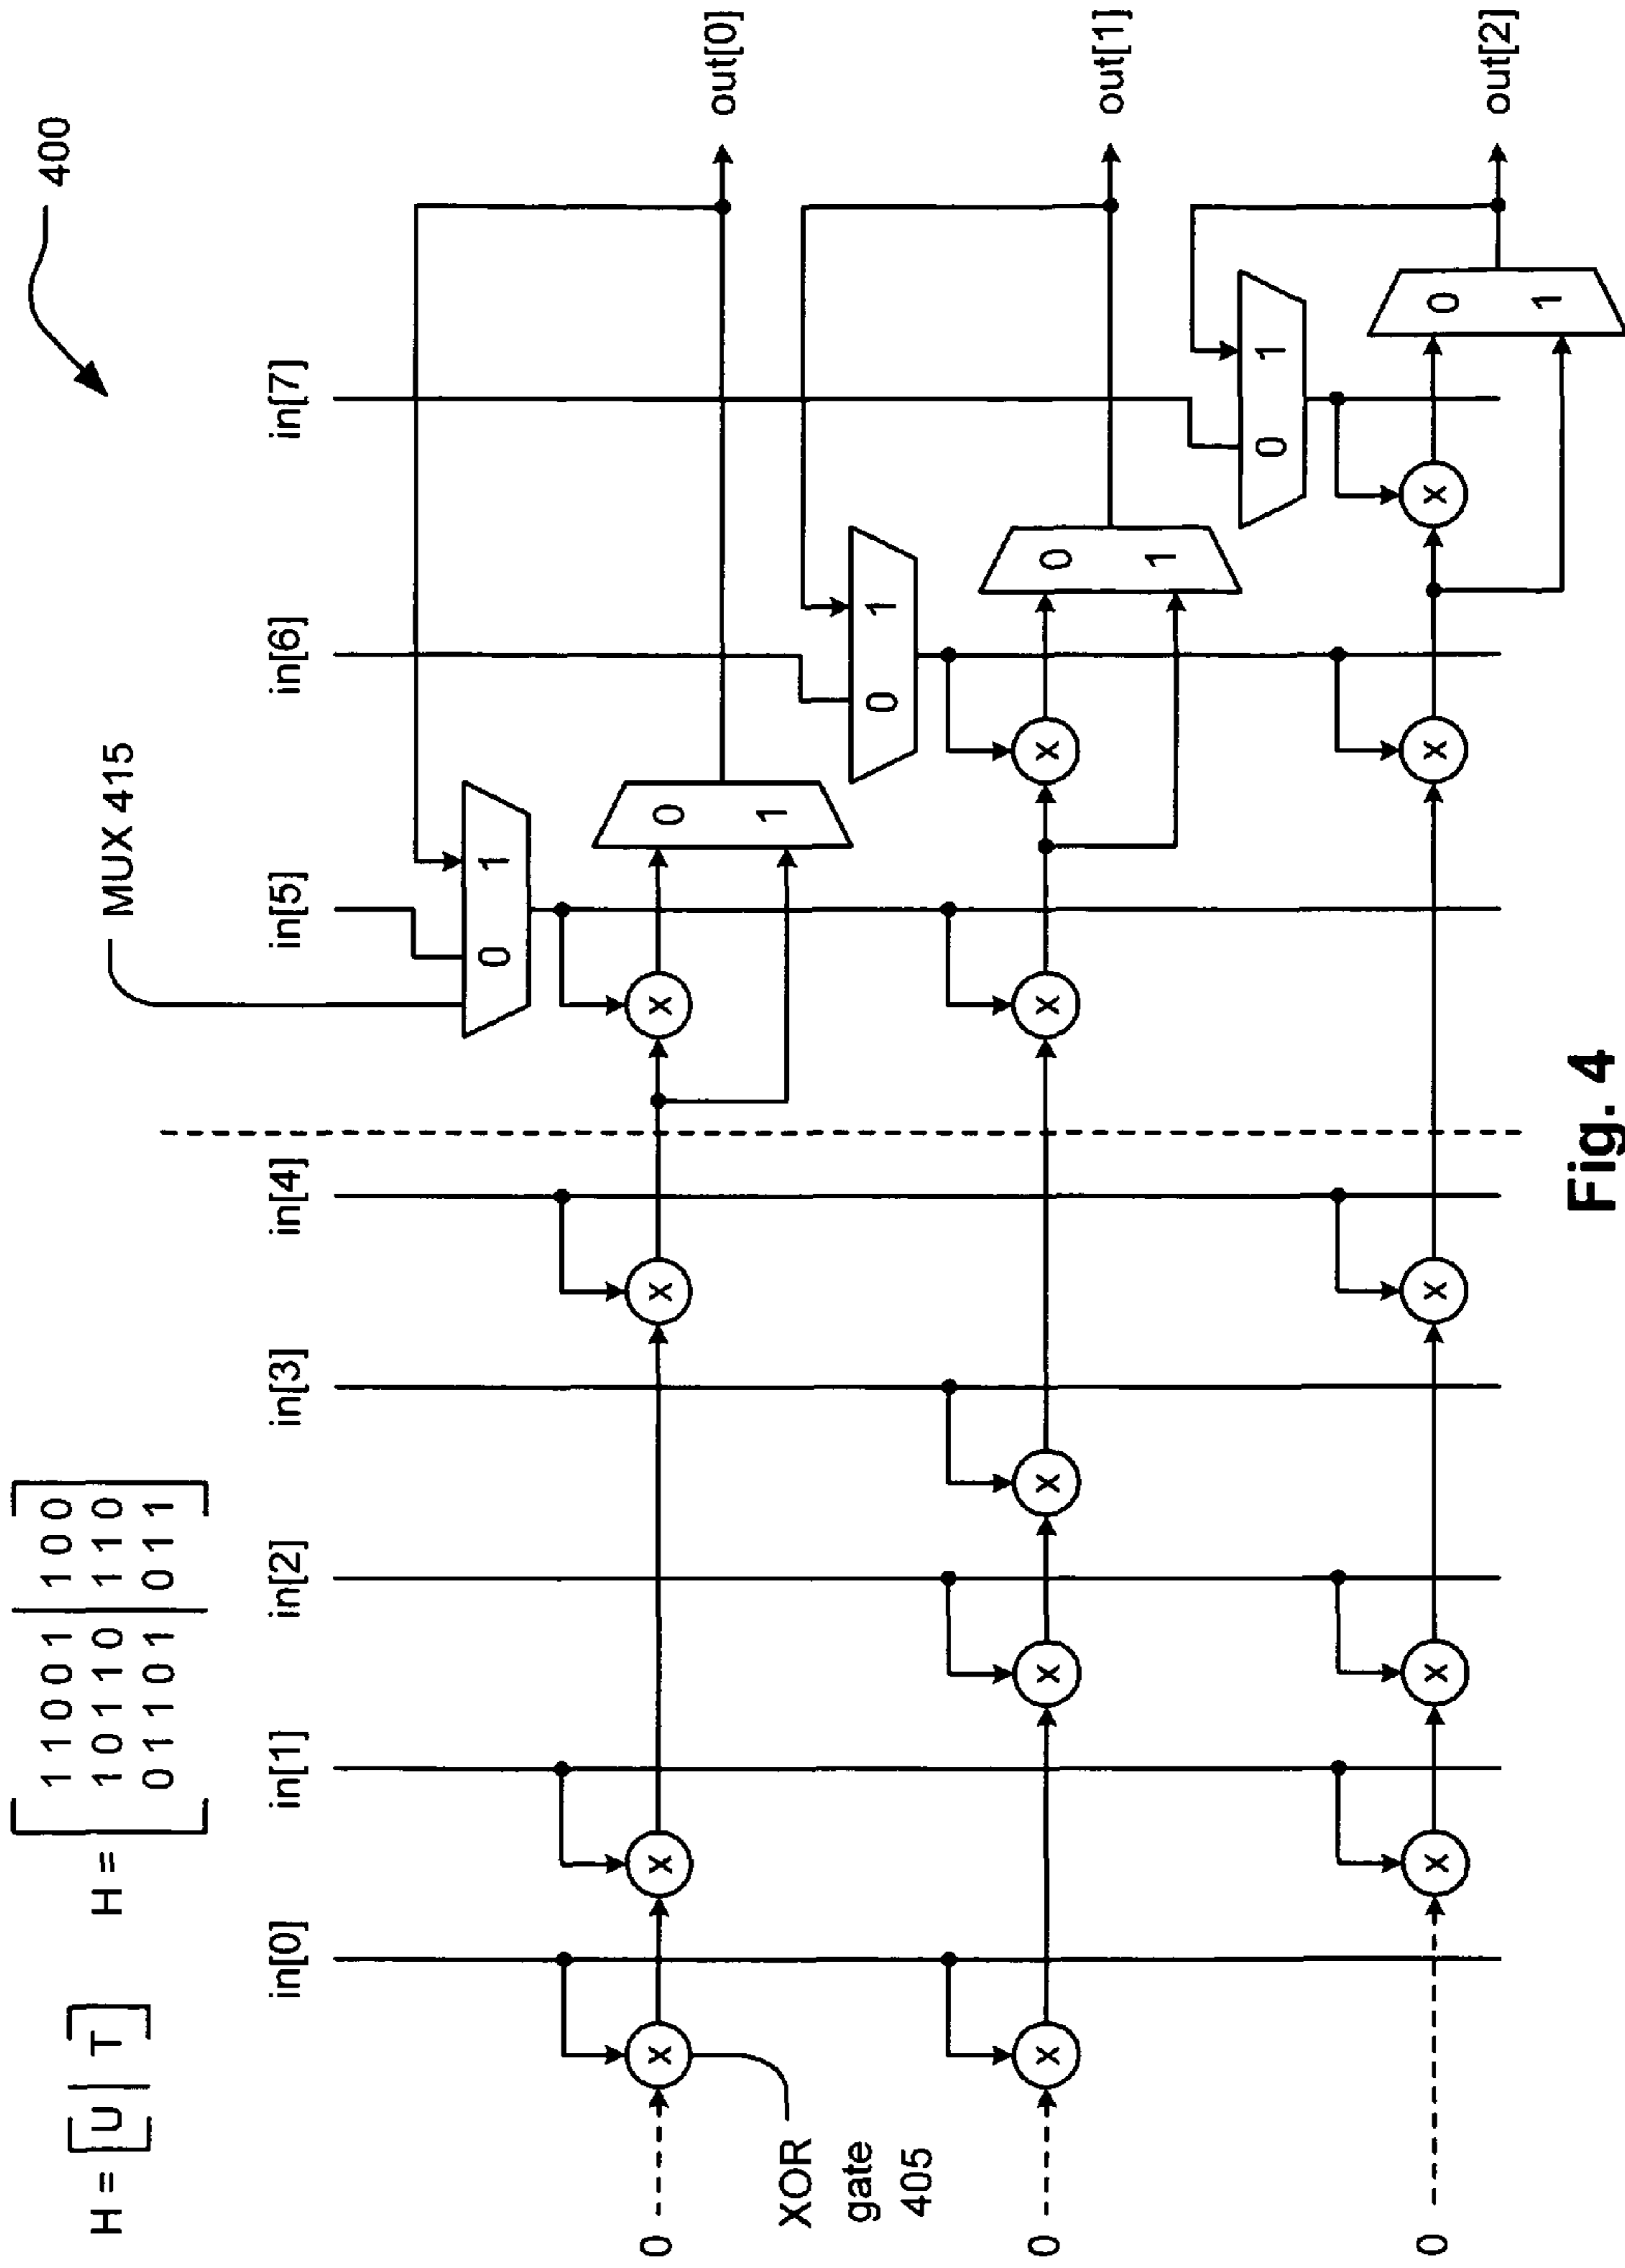 400
H = [ U | T ]
H = [ 1 1 0 0 1 | 1 0 0
1 0 1 1 0 | 1 1 0
0 1 1 0 1 | 0 1 1 ]
MUX 415
in[0] in[1] in[2] in[3] in[4] in[5] in[6] in[7]
0 1
0 X X X X 0
1
out[0]
0 1
0 X X X X X 0
1
out[1]
0 1
0 X X X X X 0
1
out[2]
XOR
gate
405
Fig. 4